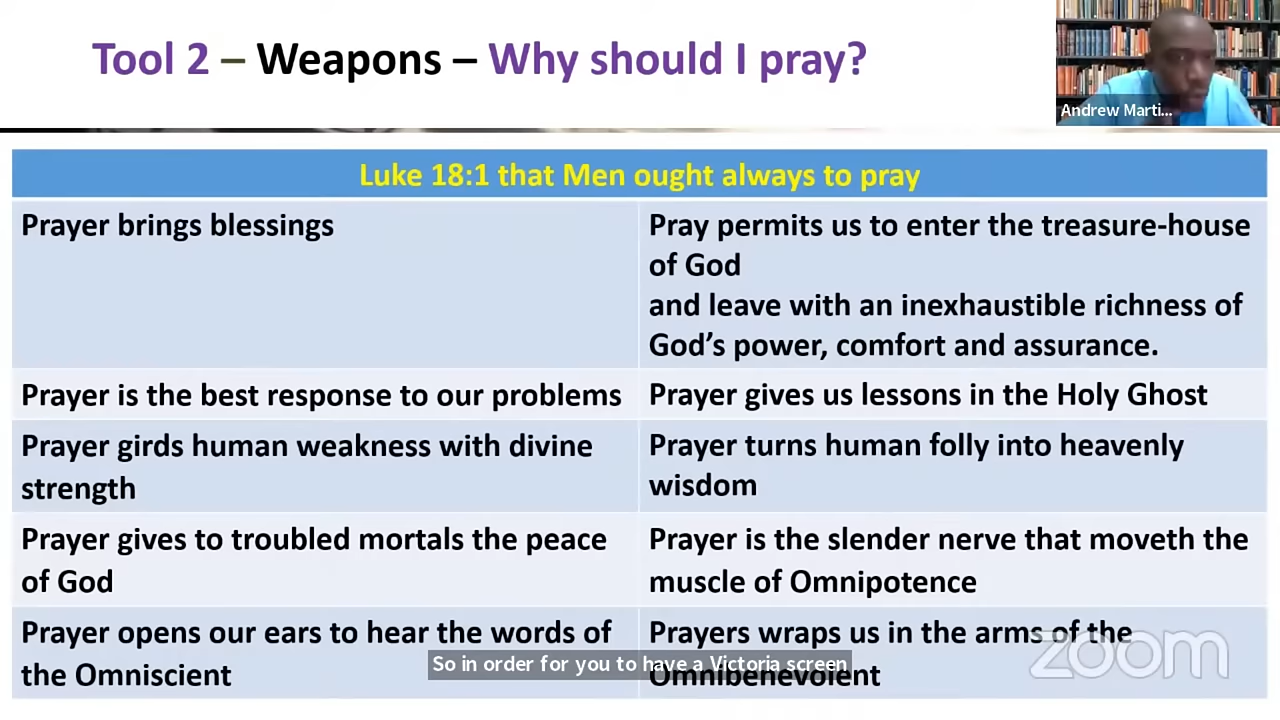 Tool 2 – Weapons – Why should I pray?
Andrew Marti...
Luke 18:1 that Men ought always to pray
Prayer brings blessings
Pray permits us to enter the treasure-house
of God
and leave with an inexhaustible richness of
God's power, comfort and assurance.
Prayer is the best response to our problems
Prayer gives us lessons in the Holy Ghost
Prayer girds human weakness with divine
strength
Prayer turns human folly into heavenly
wisdom
Prayer gives to troubled mortals the peace
of God
Prayer is the slender nerve that moveth the
muscle of Omnipotence
Prayer opens our ears to hear the words of
the Omniscient
Prayers wraps us in the arms of the
Omnibenevolent
So in order for you to have a Victoria screen
zoom